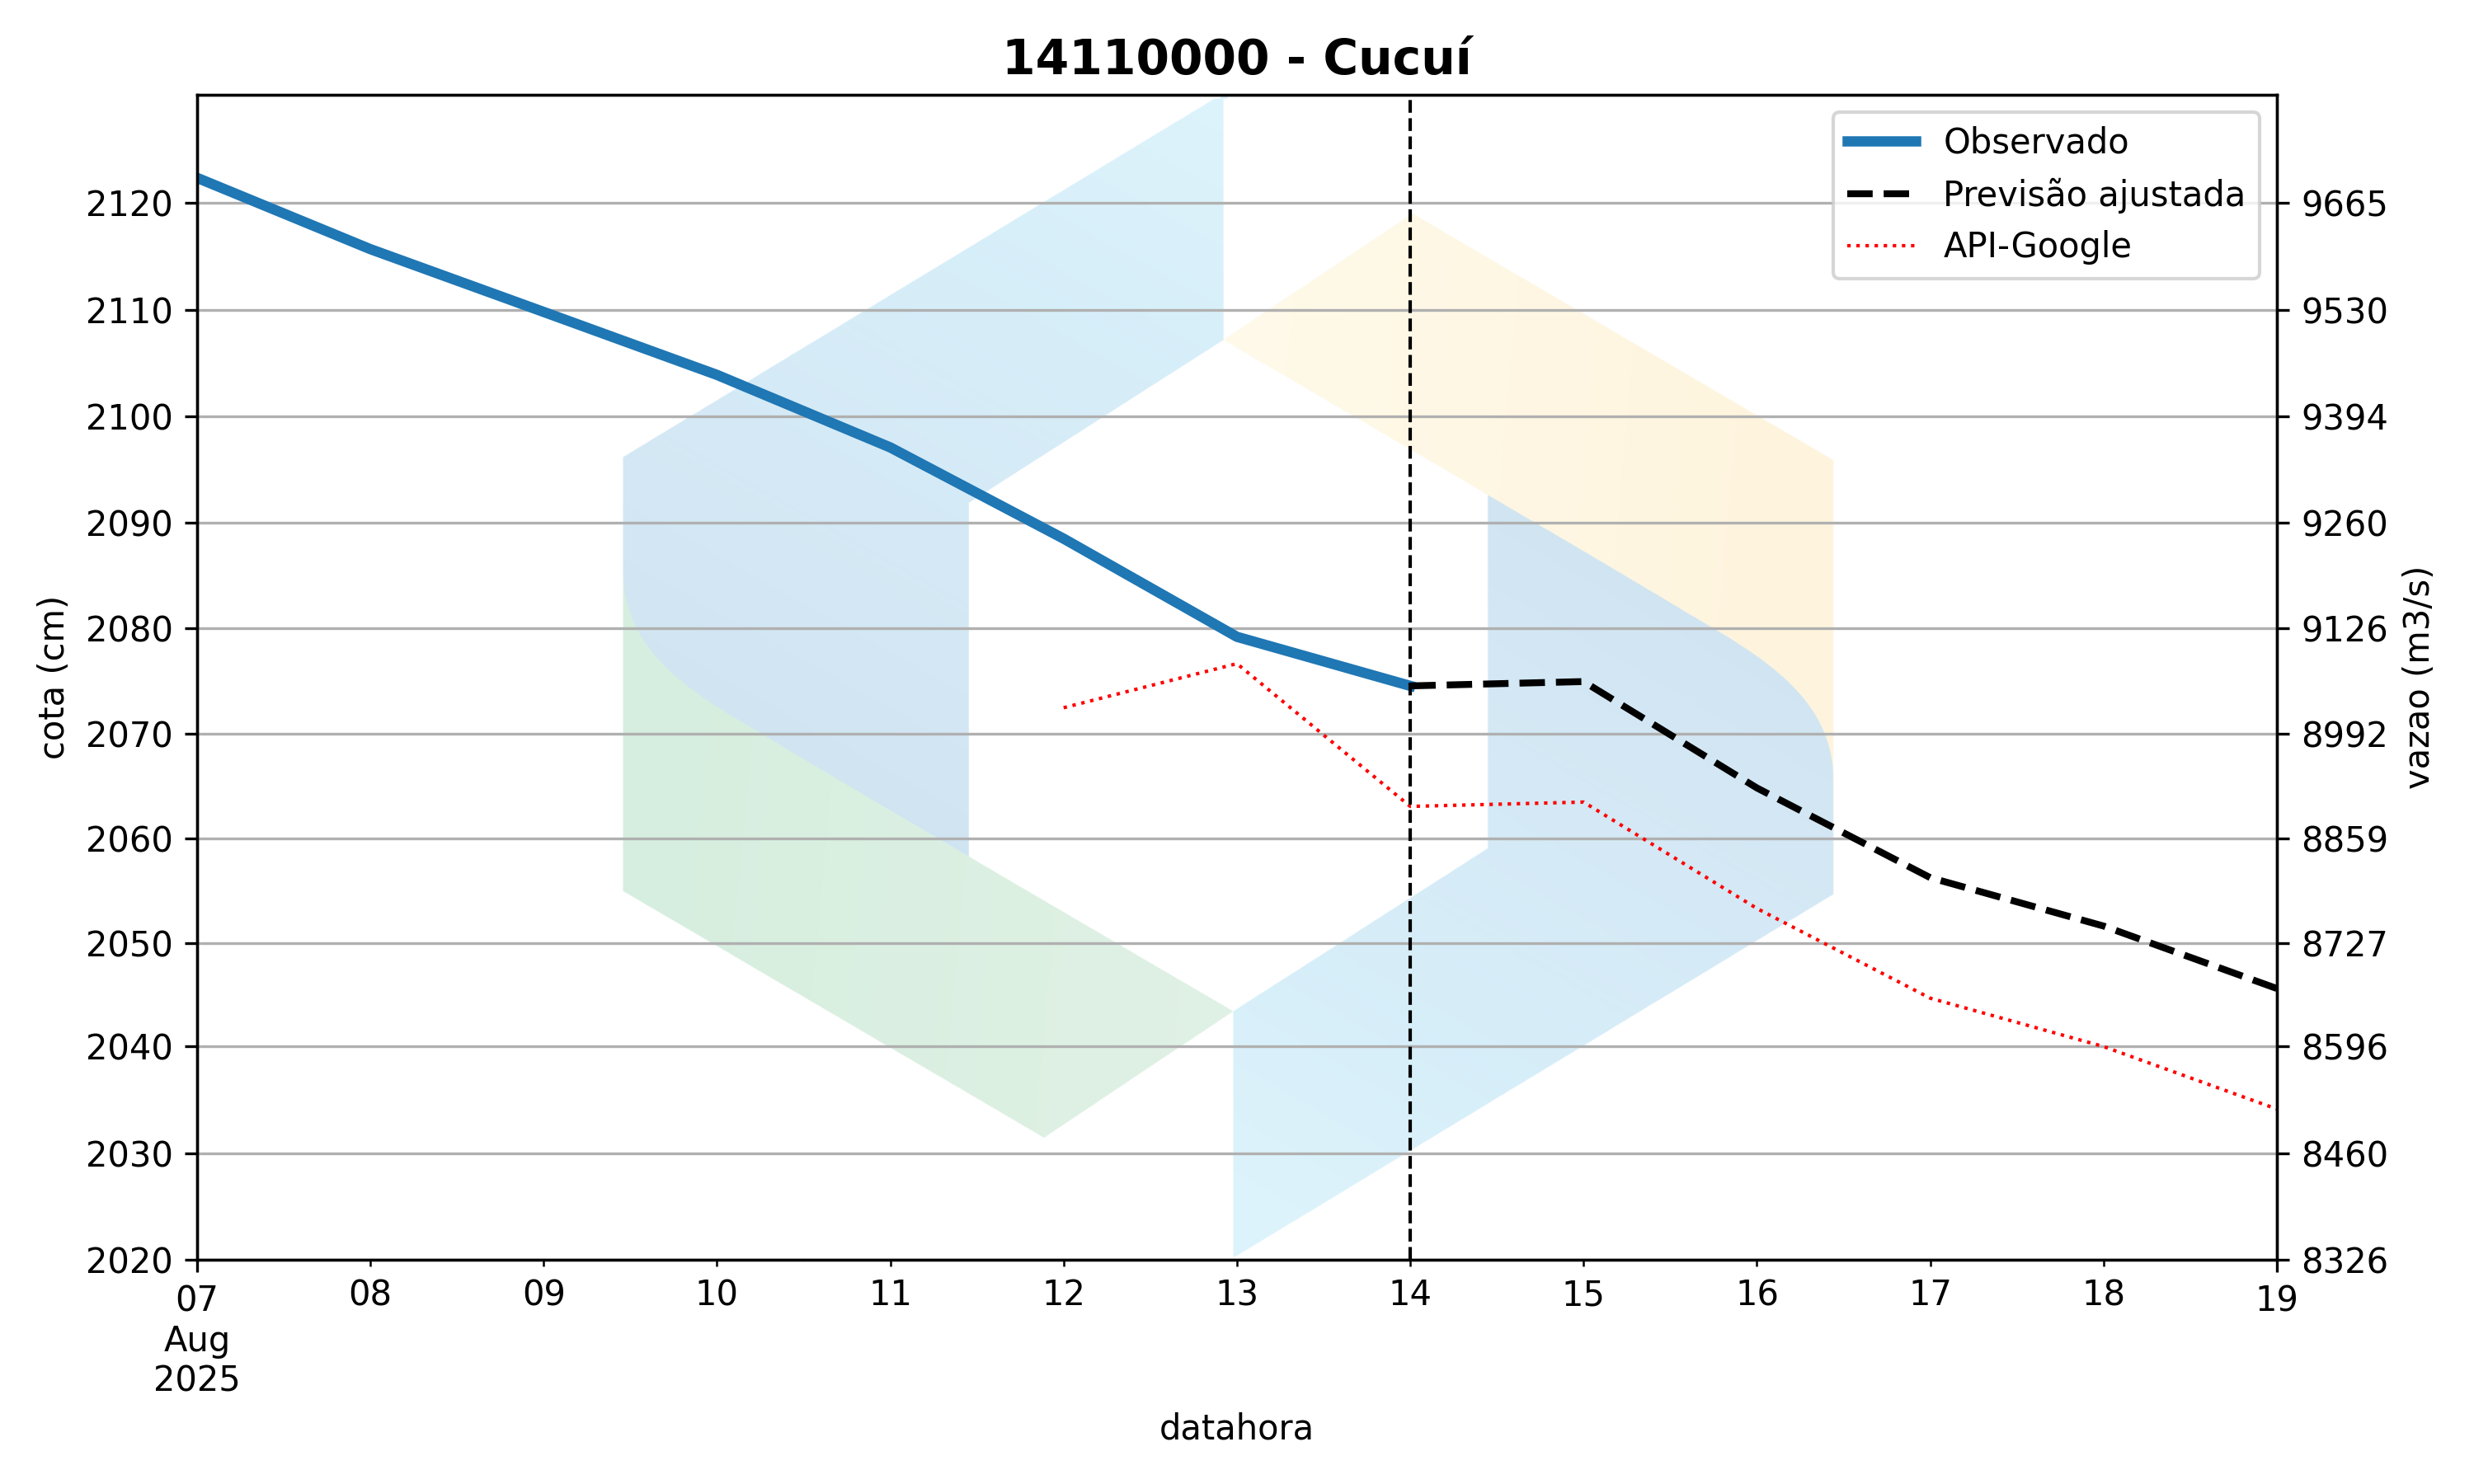 14110000 - Cucuí
Observado
Previsão ajustada
API-Google
cota (cm)
2120
2110
2100
2090
2080
2070
2060
2050
2040
2030
2020
9665
9530
9394
9260
9126
8992
8859
8727
8596
8460
8326
vazao (m3/s)
07 08 09 10 11 12 13 14 15 16 17 18 19
Aug
2025
datahora